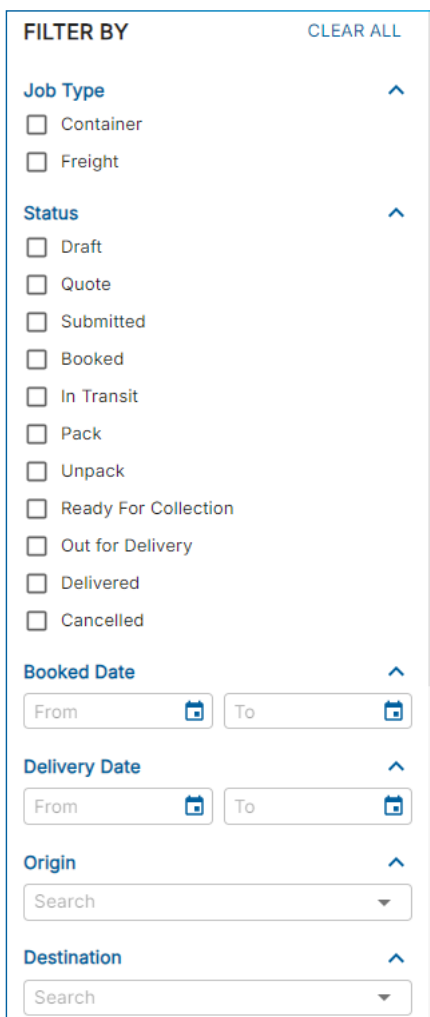 FILTER BY CLEAR ALL
Job Type
Container
Freight
Status
Draft
Quote
Submitted
Booked
In Transit
Pack
Unpack
Ready For Collection
Out for Delivery
Delivered
Cancelled
Booked Date
From To
Delivery Date
From To
Origin
Search
Destination
Search